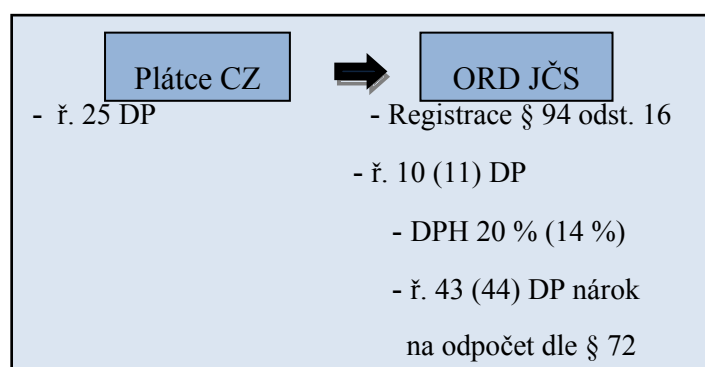 Plátce CZ
ORD JČS
- ř. 25 DP
- Registrace § 94 odst. 16
- ř. 10 (11) DP
- DPH 20 % (14 %)
- ř. 43 (44) DP nárok
na odpočet dle § 72